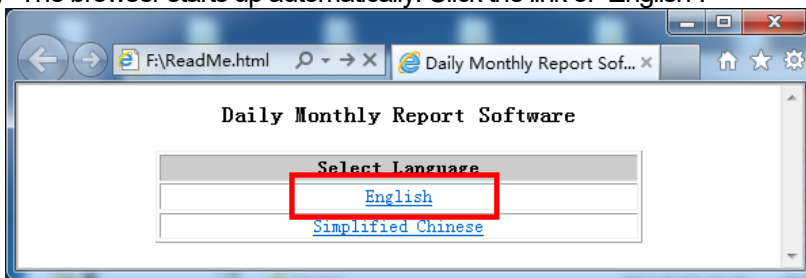 The browser starts up automatically. Click the link of "English".
F:\ReadMe.html
Daily Monthly Report Sof...
Daily Monthly Report Software
Select Language
English
Simplified Chinese